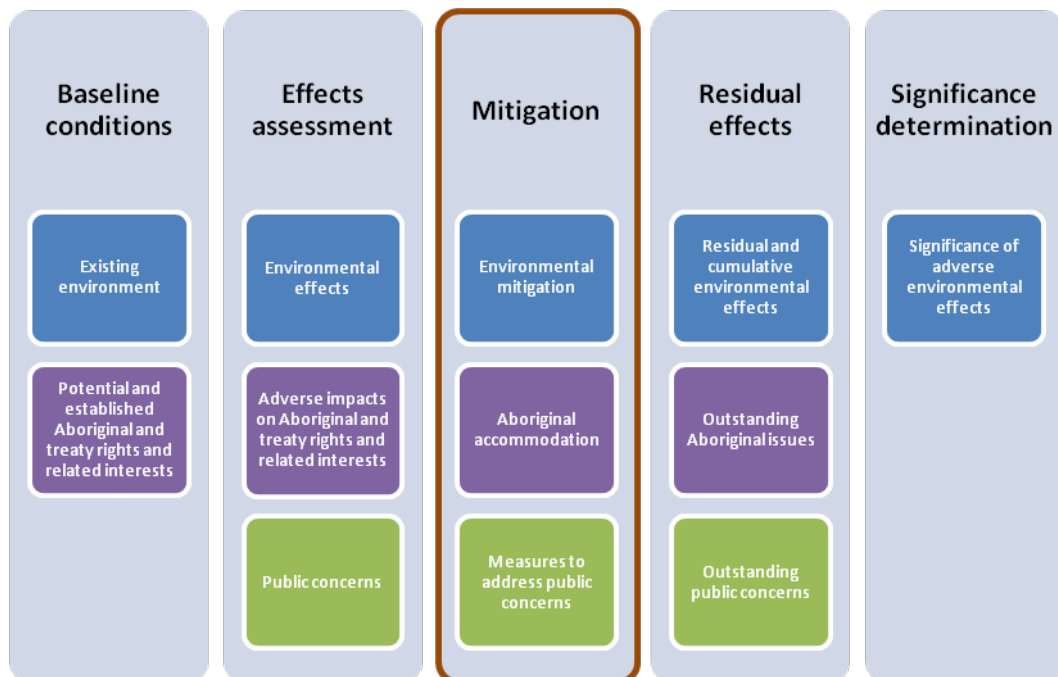 Baseline
conditions
Existing
environment
Potential and
established
Aboriginal and
treaty rights and
related interests
Effects
assessment
Environmental
effects
Adverse impacts
on Aboriginal and
treaty rights and
related interests
Public concerns
Mitigation
Environmental
mitigation
Aboriginal
accommodation
Measures to
address public
concerns
Residual
effects
Residual and
cumulative
environmental
effects
Outstanding
Aboriginal issues
Outstanding
public concerns
Significance
determination
Significance of
adverse
environmental
effects